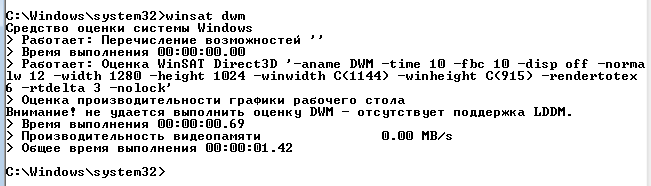 C:\Windows\system32>winsat dwm
Средство оценки системы Windows
> Работает: Перечисление возможностей ''
> Время выполнения 00:00:00.00
> Работает: Оценка WinSAT Direct3D '-aname DWM -time 10 -fbc 10 -disp off -norma
lw 12 -width 1280 -height 1024 -winwidth C(1144) -winheight C(915) -rendertotex
6 -rtdelta 3 -nolock'
> Оценка производительности графики рабочего стола
Внимание! не удается выполнить оценку DWM - отсутствует поддержка LDDM.
> Время выполнения 00:00:00.69
> Производительность видеопамяти 0.00 MB/s
> Общее время выполнения 00:00:01.42
C:\Windows\system32>